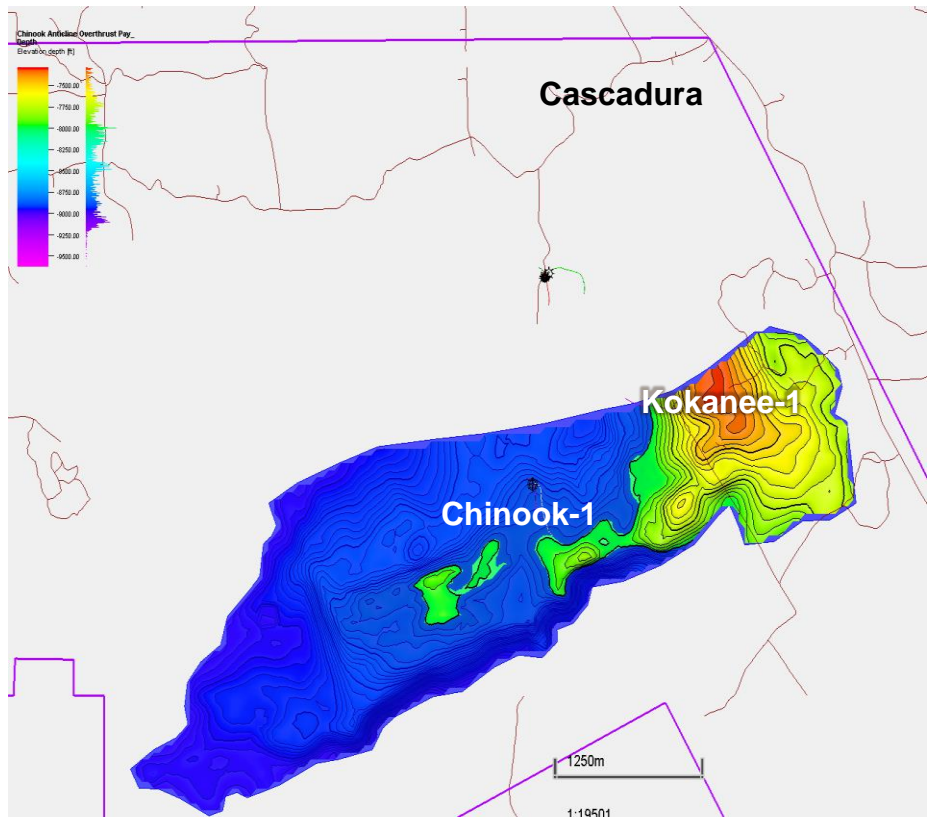 Chinook Anticline Overthrust Pay_
Depth
Elevation depth [ft]
-7500.00
-7750.00
-8000.00
-8250.00
-8500.00
-8750.00
-9000.00
-9250.00
-9500.00
Cascadura
Kokanee-1
Chinook-1
1250m
1:19501